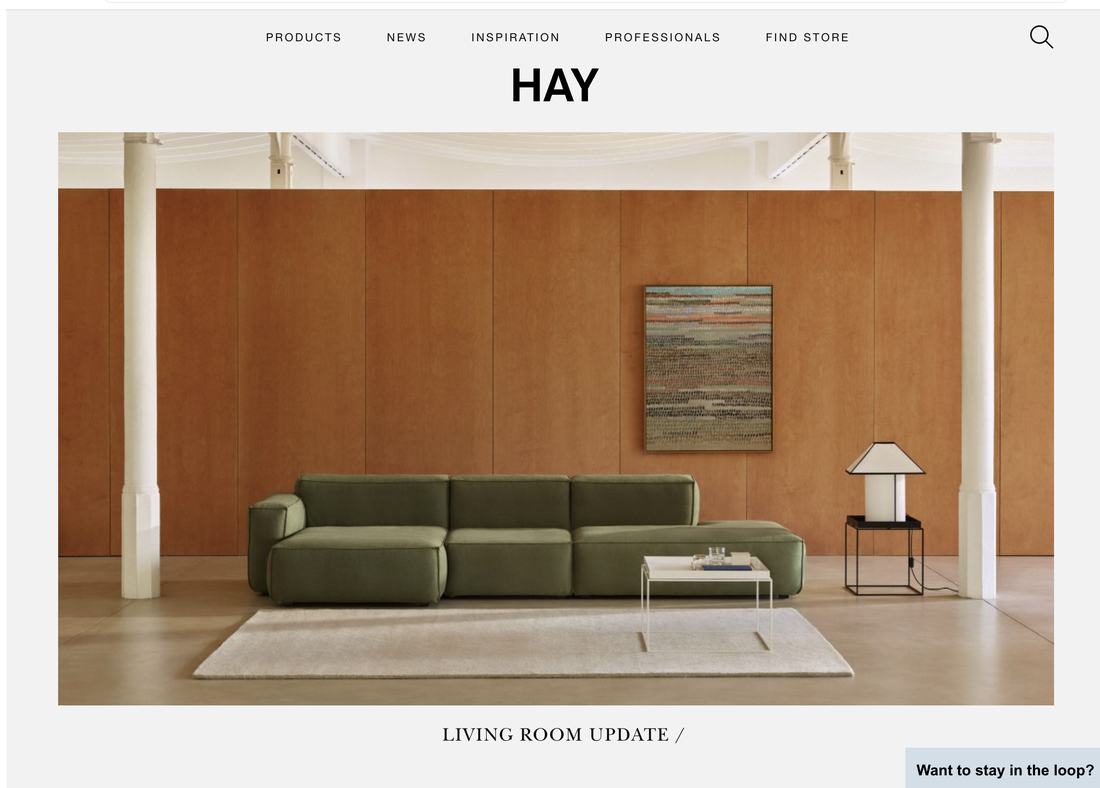 PRODUCTS NEWS INSPIRATION PROFESSIONALS FIND STORE
HAY
LIVING ROOM UPDATE /
Want to stay in the loop?